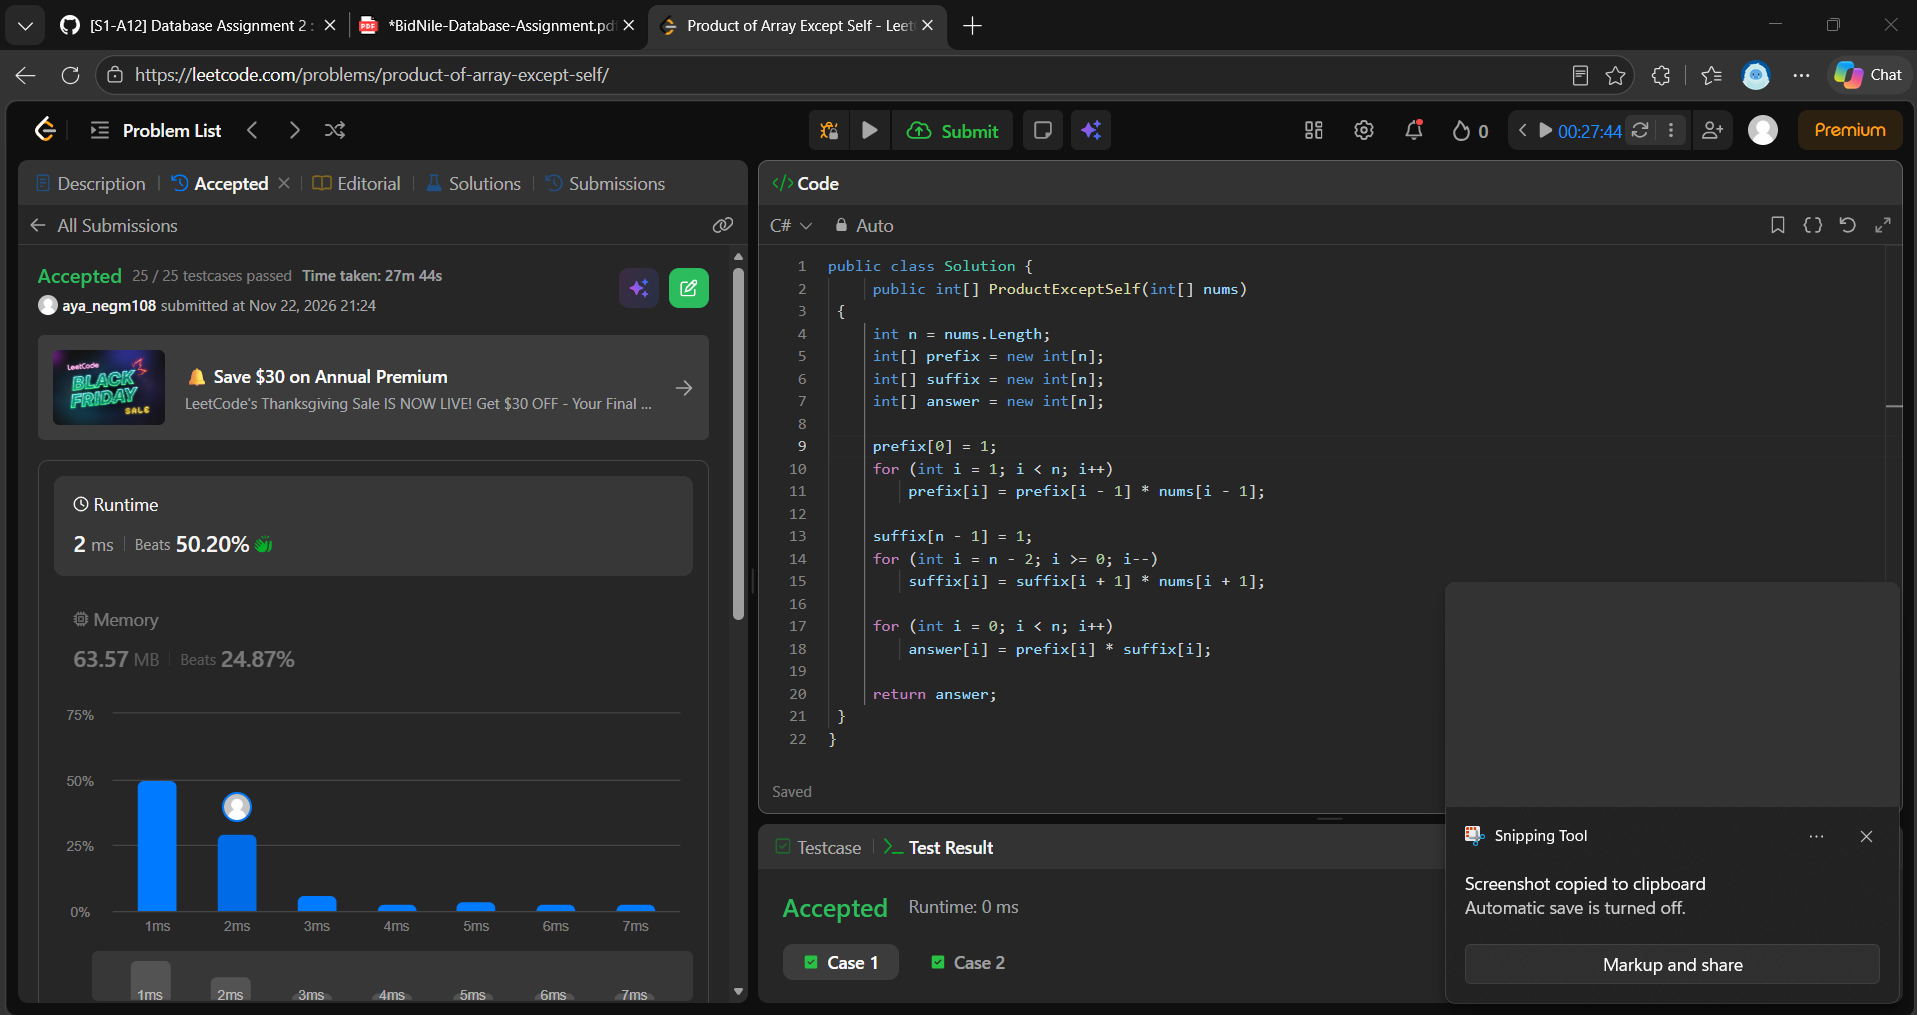 [S1-A12] Database Assignment 2 :
*BidNile-Database-Assignment.pd
Product of Array Except Self - Leet
https://leetcode.com/problems/product-of-array-except-self/
Chat
Problem List
Submit
0
00:27:44
Premium
Description
Accepted
Editorial
Solutions
Submissions
All Submissions
Accepted 25 / 25 testcases passed Time taken: 27m 44s
aya_negm108 submitted at Nov 22, 2026 21:24
LeetCode
BLACK
FRIDAY
SALE
Save $30 on Annual Premium
LeetCode's Thanksgiving Sale IS NOW LIVE! Get $30 OFF - Your Final ...
Runtime
2 ms Beats 50.20%
Memory
63.57 MB Beats 24.87%
75%
50%
25%
0%
1ms 2ms 3ms 4ms 5ms 6ms 7ms
1ms 2ms 3ms 4ms 5ms 6ms 7ms
</> Code
C# Auto
1 public class Solution {
2 public int[] ProductExceptSelf(int[] nums)
3 {
4 int n = nums.Length;
5 int[] prefix = new int[n];
6 int[] suffix = new int[n];
7 int[] answer = new int[n];
8
9 prefix[0] = 1;
10 for (int i = 1; i < n; i++)
11 prefix[i] = prefix[i - 1] * nums[i - 1];
12
13 suffix[n - 1] = 1;
14 for (int i = n - 2; i >= 0; i--)
15 suffix[i] = suffix[i + 1] * nums[i + 1];
16
17 for (int i = 0; i < n; i++)
18 answer[i] = prefix[i] * suffix[i];
19
20 return answer;
21 }
22 }
Saved
Testcase
Test Result
Accepted Runtime: 0 ms
Case 1 Case 2
Snipping Tool
Screenshot copied to clipboard
Automatic save is turned off.
Markup and share